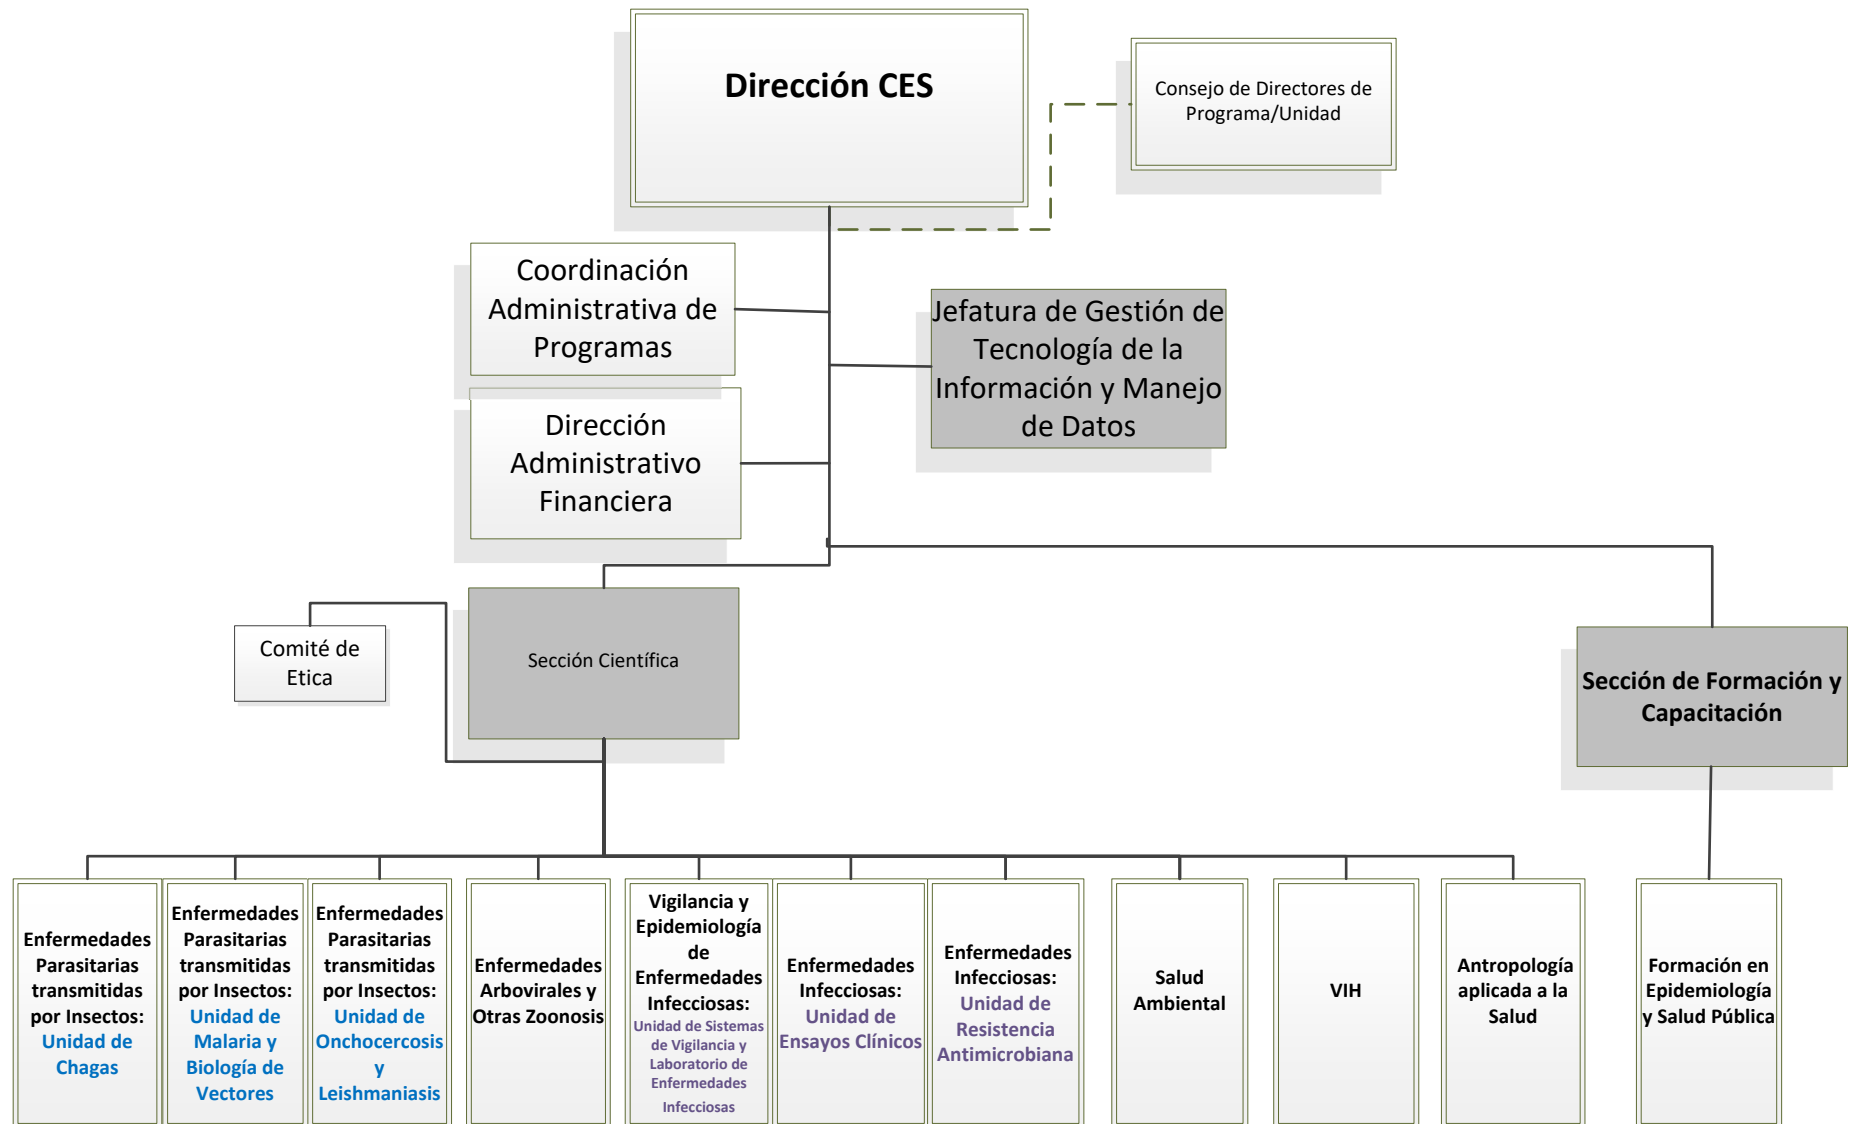 Dirección CES
Consejo de Directores de
Programa/Unidad
Coordinación
Administrativa de
Programas
Jefatura de Gestión de
Tecnología de la
Información y Manejo
de Datos
Dirección
Administrativo
Financiera
Comité de
Etica
Sección Científica
Sección de Formación y
Capacitación
Enfermedades
Parasitarias
transmitidas
por Insectos:
Unidad de
Chagas
Enfermedades
Parasitarias
transmitidas
por Insectos:
Unidad de
Malaria y
Biología de
Vectores
Enfermedades
Parasitarias
transmitidas
por Insectos:
Unidad de
Onchocercosis
y
Leishmaniasis
Enfermedades
Arbovirales y
Otras Zoonosis
Vigilancia y
Epidemiología
de
Enfermedades
Infecciosas:
Unidad de Sistemas
de Vigilancia y
Laboratorio de
Enfermedades
Infecciosas
Enfermedades
Infecciosas:
Unidad de
Ensayos Clínicos
Enfermedades
Infecciosas:
Unidad de
Resistencia
Antimicrobiana
Salud
Ambiental
VIH
Antropología
aplicada a la
Salud
Formación en
Epidemiología
y Salud Pública